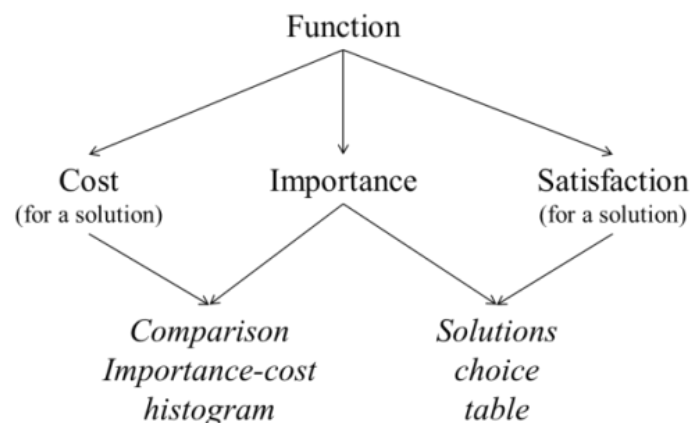 Function
Cost
(for a solution)
Importance
Satisfaction
(for a solution)
Comparison
Importance-cost
histogram
Solutions
choice
table